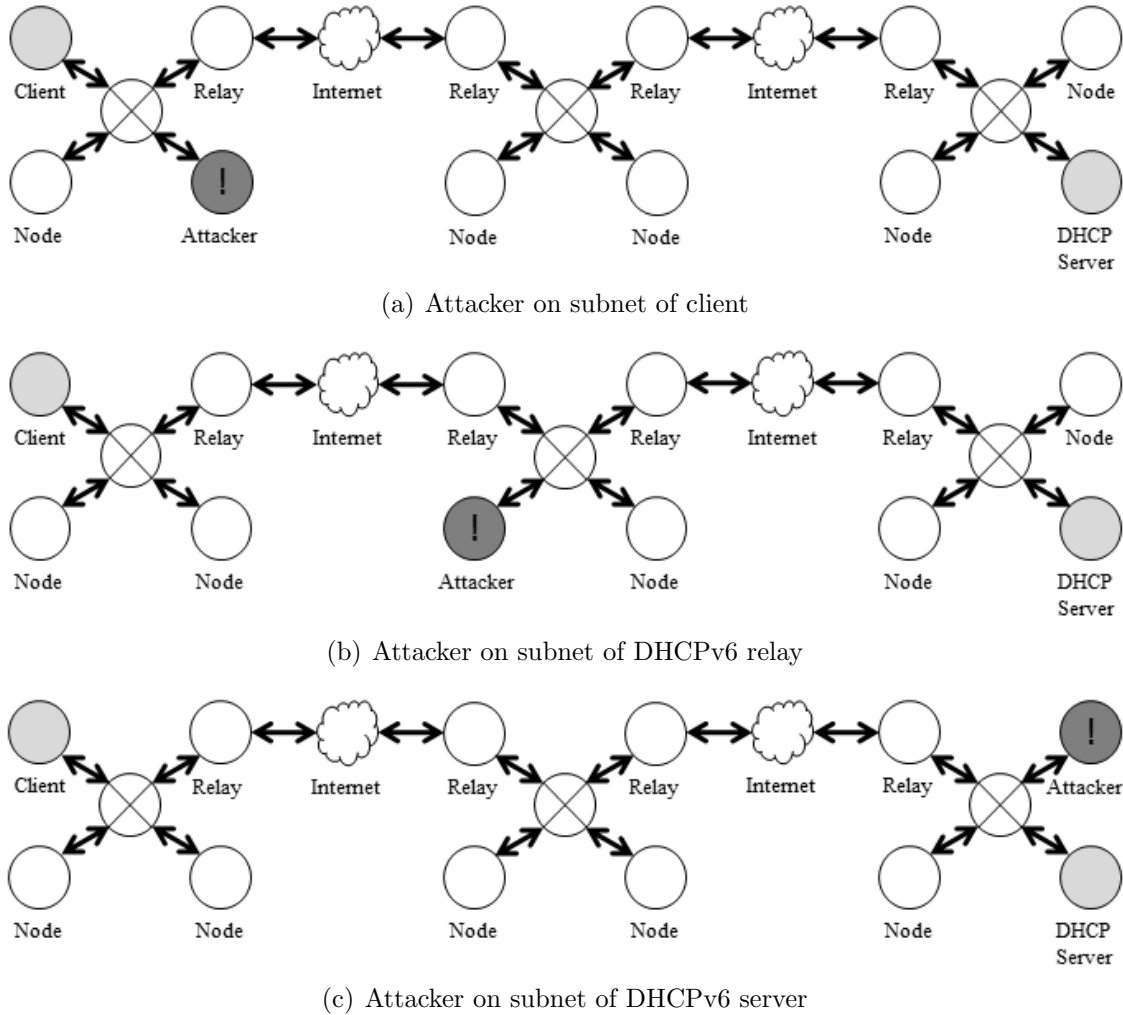 Client
Relay
Internet
Relay
Relay
Internet
Relay
Node
!
Node
Attacker
Node
Node
Node
DHCP
Server
(a) Attacker on subnet of client
Client
Relay
Internet
Relay
Relay
Internet
Relay
Node
!
Node
Node
Attacker
Node
Node
DHCP
Server
(b) Attacker on subnet of DHCPv6 relay
!
Client
Relay
Internet
Relay
Relay
Internet
Relay
Attacker
Node
Node
Node
Node
Node
DHCP
Server
(c) Attacker on subnet of DHCPv6 server